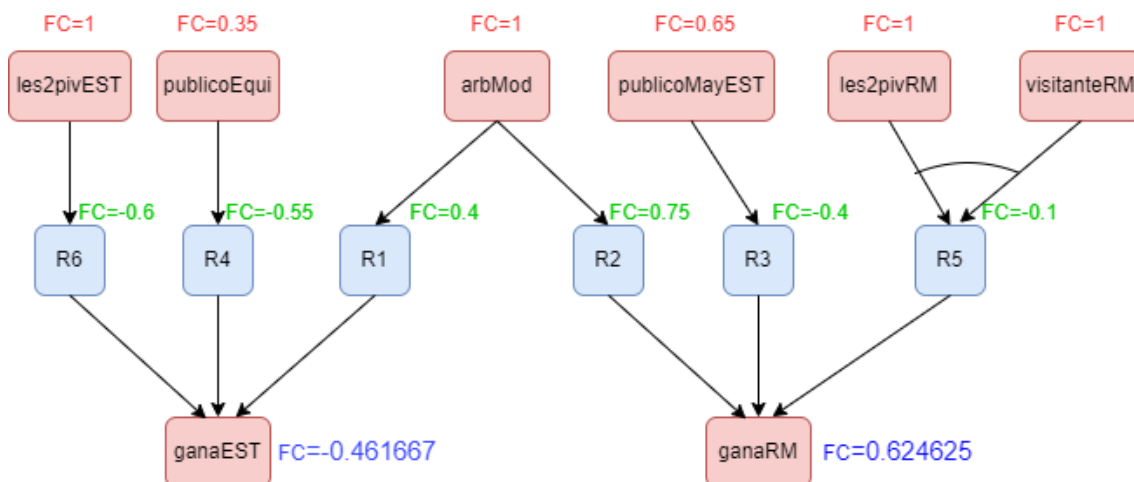 FC=1 FC=0.35 FC=1 FC=0.65 FC=1 FC=1
les2pivEST publicoEqui arbMod publicoMayEST les2pivRM visitanteRM
FC=-0.6 FC=-0.55 FC=0.4 FC=0.75 FC=-0.4 FC=-0.1
R6 R4 R1 R2 R3 R5
ganaEST FC=-0.461667 ganaRM FC=0.624625